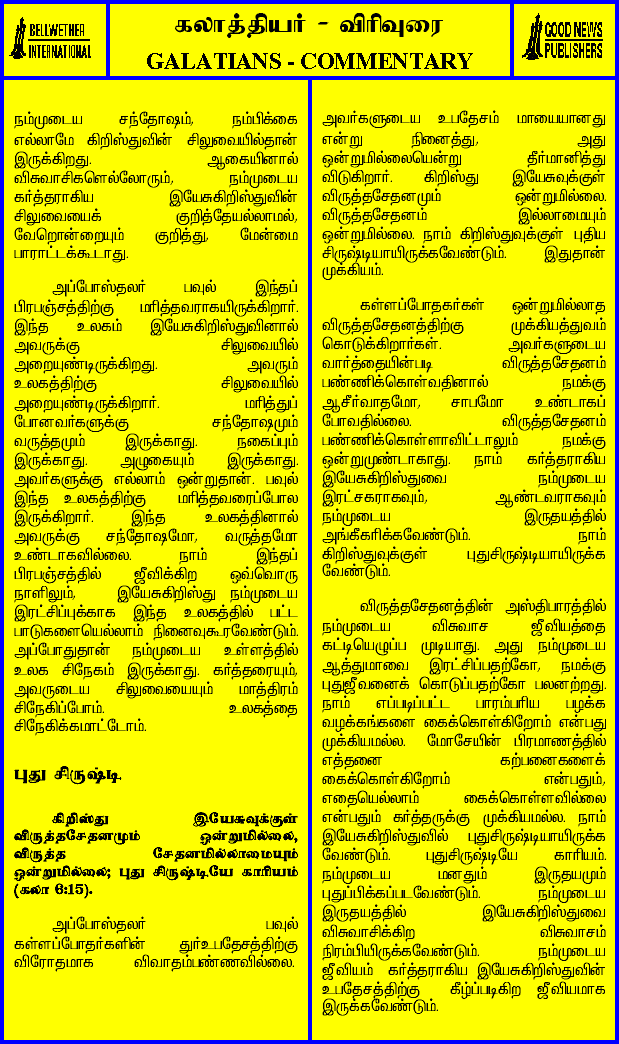 BELLWETHER
INTERNATIONAL
கலாத்தியர் - விரிவுரை
GALATIANS - COMMENTARY
GOOD NEWS
PUBLISHERS
நம்முடைய சந்தோஷம், நம்பிக்கை
எல்லாமே கிறிஸ்துவின் சிலுவையில்தான்
இருக்கிறது. ஆகையினால்
விசுவாசிகளெல்லோரும், நம்முடைய
கர்த்தராகிய இயேசுகிறிஸ்துவின்
சிலுவையைக் குறித்தேயல்லாமல்,
வேறொன்றையும் குறித்து, மேன்மை
பாராட்டக்கூடாது.
அப்போஸ்தலர் பவுல் இந்தப்
பிரபஞ்சத்திற்கு மரித்தவராகயிருக்கிறார்.
இந்த உலகம் இயேசுகிறிஸ்துவினால்
அவருக்கு சிலுவையில்
அறையுண்டிருக்கிறது. அவரும்
உலகத்திற்கு சிலுவையில்
அறையுண்டிருக்கிறார். மரித்துப்
போனவர்களுக்கு சந்தோஷமும்
வருத்தமும் இருக்காது. நகைப்பும்
இருக்காது. அழுகையும் இருக்காது.
அவர்களுக்கு எல்லாம் ஒன்றுதான். பவுல்
இந்த உலகத்திற்கு மரித்தவரைப்போல
இருக்கிறார். இந்த உலகத்தினால்
அவருக்கு சந்தோஷமோ, வருத்தமோ
உண்டாகவில்லை. நாம் இந்தப்
பிரபஞ்சத்தில் ஜீவிக்கிற ஒவ்வொரு
நாளிலும், இயேசுகிறிஸ்து நம்முடைய
இரட்சிப்புக்காக இந்த உலகத்தில் பட்ட
பாடுகளையெல்லாம் நினைவுகூரவேண்டும்.
அப்போதுதான் நம்முடைய உள்ளத்தில்
உலக சிநேகம் இருக்காது. கர்த்தரையும்,
அவருடைய சிலுவையையும் மாத்திரம்
சிநேகிப்போம். உலகத்தை
சிநேகிக்கமாட்டோம்.
புது சிருஷ்டி
கிறிஸ்து இயேசுவுக்குள்
விருத்தசேதனமும் ஒன்றுமில்லை,
விருத்த சேதனமில்லாமையும்
ஒன்றுமில்லை; புது சிருஷ்டியே காரியம்
(கலா 6:15).
அப்போஸ்தலர் பவுல்
கள்ளப்போதர்களின் துர்உபதேசத்திற்கு
விரோதமாக விவாதம்பண்ணவில்லை.
அவர்களுடைய உபதேசம் மாயையானது
என்று நினைத்து, அது
ஒன்றுமில்லையென்று தீர்மானித்து
விடுகிறார். கிறிஸ்து இயேசுவுக்குள்
விருத்தசேதனமும் ஒன்றுமில்லை.
விருத்தசேதனம் இல்லாமையும்
ஒன்றுமில்லை. நாம் கிறிஸ்துவுக்குள் புதிய
சிருஷ்டியாயிருக்கவேண்டும். இதுதான்
முக்கியம்.
கள்ளப்போதகர்கள் ஒன்றுமில்லாத
விருத்தசேதனத்திற்கு முக்கியத்துவம்
கொடுக்கிறார்கள். அவர்களுடைய
வார்த்தையின்படி விருத்தசேதனம்
பண்ணிக்கொள்வதினால் நமக்கு
ஆசீர்வாதமோ, சாபமோ உண்டாகப்
போவதில்லை. விருத்தசேதனம்
பண்ணிக்கொள்ளாவிட்டாலும் நமக்கு
ஒன்றுமுண்டாகாது. நாம் கர்த்தராகிய
இயேசுகிறிஸ்துவை நம்முடைய
இரட்சகராகவும், ஆண்டவராகவும்
நம்முடைய இருதயத்தில்
அங்கீகரிக்கவேண்டும். நாம்
கிறிஸ்துவுக்குள் புதுசிருஷ்டியாயிருக்க
வேண்டும்.
விருத்தசேதனத்தின் அஸ்திபாரத்தில்
நம்முடைய விசுவாச ஜீவியத்தை
கட்டியெழுப்ப முடியாது. அது நம்முடைய
ஆத்துமாவை இரட்சிப்பதற்கோ, நமக்கு
புதுஜீவனைக் கொடுப்பதற்கோ பலனற்றது.
நாம் எப்படிப்பட்ட பாரம்பரிய பழக்க
வழக்கங்களை கைக்கொள்கிறோம் என்பது
முக்கியமல்ல. மோசேயின் பிரமாணத்தில்
எத்தனை கற்பனைகளைக்
கைக்கொள்கிறோம் என்பதும்,
எதையெல்லாம் கைக்கொள்ளவில்லை
என்பதும் கர்த்தருக்கு முக்கியமல்ல. நாம்
இயேசுகிறிஸ்துவில் புதுசிருஷ்டியாயிருக்க
வேண்டும். புதுசிருஷ்டியே காரியம்.
நம்முடைய மனதும் இருதயமும்
புதுப்பிக்கப்படவேண்டும். நம்முடைய
இருதயத்தில் இயேசுகிறிஸ்துவை
விசுவாசிக்கிற விசுவாசம்
நிரம்பியிருக்கவேண்டும். நம்முடைய
ஜீவியம் கர்த்தராகிய இயேசுகிறிஸ்துவின்
உபதேசத்திற்கு கீழ்ப்படிகிற ஜீவியமாக
இருக்கவேண்டும்.